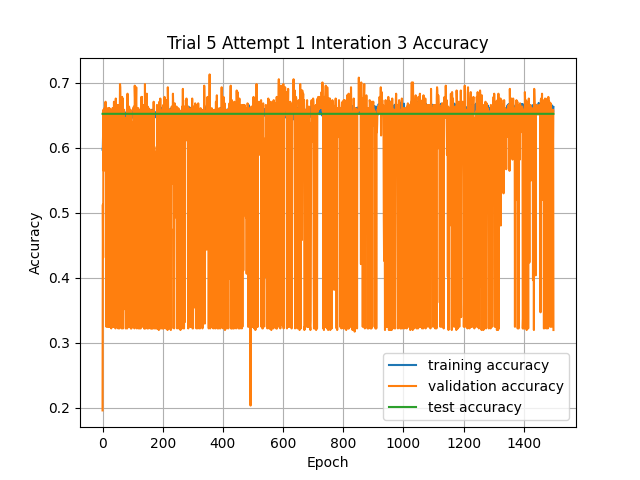 Trial 5 Attempt 1 Interation 3 Accuracy
0.7
0.6
0.5
0.4
0.3
0.2
Accuracy
training accuracy
validation accuracy
test accuracy
0 200 400 600 800 1000 1200 1400
Epoch